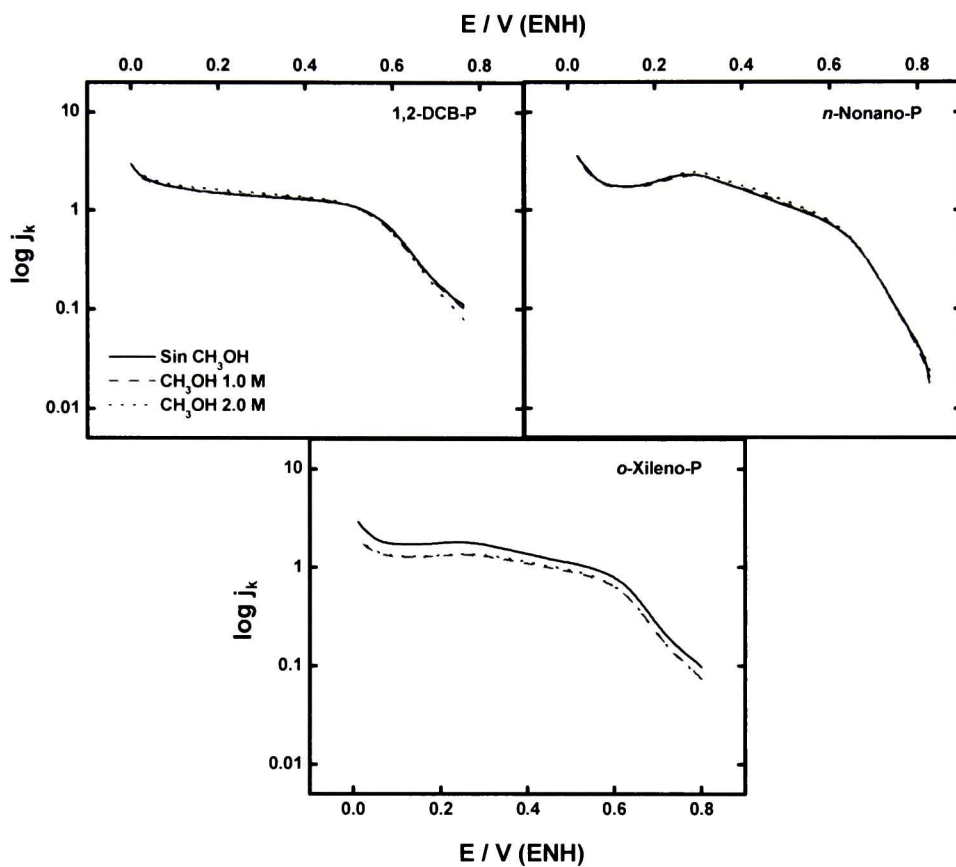 E / V (ENH)
0.0 0.2 0.4 0.6 0.8 0.0 0.2 0.4 0.6 0.8
1,2-DCB-P
n-Nonano-P
10
1
0.1
0.01
log jₖ
Sin CH₃OH
CH₃OH 1.0 M
CH₃OH 2.0 M
o-Xileno-P
10
1
0.1
0.01
log jₖ
0.0 0.2 0.4 0.6 0.8
E / V (ENH)